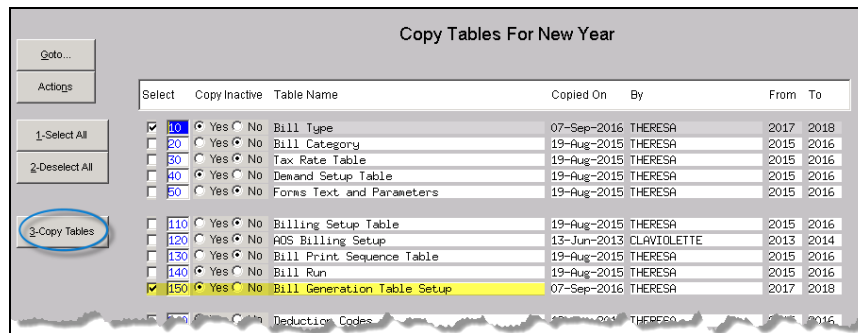 Copy Tables For New Year
Goto...
Actions
1-Select All
2-Deselect All
3-Copy Tables
Select Copy Inactive Table Name Copied On By From To
10 Yes No Bill Type 07-Sep-2016 THERESA 2017 2018
20 Yes No Bill Category 19-Aug-2015 THERESA 2015 2016
30 Yes No Tax Rate Table 19-Aug-2015 THERESA 2015 2016
40 Yes No Demand Setup Table 19-Aug-2015 THERESA 2015 2016
50 Yes No Forms Text and Parameters 19-Aug-2015 THERESA 2015 2016
110 Yes No Billing Setup Table 19-Aug-2015 THERESA 2015 2016
120 Yes No AOS Billing Setup 13-Jun-2013 CLAVIOLETTE 2013 2014
130 Yes No Bill Print Sequence Table 19-Aug-2015 THERESA 2015 2016
140 Yes No Bill Run 19-Aug-2015 THERESA 2015 2016
150 Yes No Bill Generation Table Setup 07-Sep-2016 THERESA 2017 2018
Deduction Codes 2016